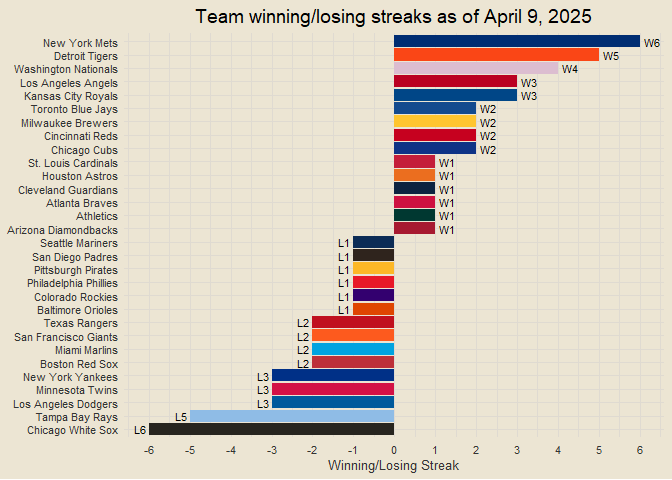 Team winning/losing streaks as of April 9, 2025
New York Mets W6
Detroit Tigers W5
Washington Nationals W4
Los Angeles Angels W3
Kansas City Royals W3
Toronto Blue Jays W2
Milwaukee Brewers W2
Cincinnati Reds W2
Chicago Cubs W2
St. Louis Cardinals W1
Houston Astros W1
Cleveland Guardians W1
Atlanta Braves W1
Athletics W1
Arizona Diamondbacks W1
Seattle Mariners L1
San Diego Padres L1
Pittsburgh Pirates L1
Philadelphia Phillies L1
Colorado Rockies L1
Baltimore Orioles L1
Texas Rangers L2
San Francisco Giants L2
Miami Marlins L2
Boston Red Sox L2
New York Yankees L3
Minnesota Twins L3
Los Angeles Dodgers L3
Tampa Bay Rays L5
Chicago White Sox L6
-6 -5 -4 -3 -2 -1 0 1 2 3 4 5 6
Winning/Losing Streak